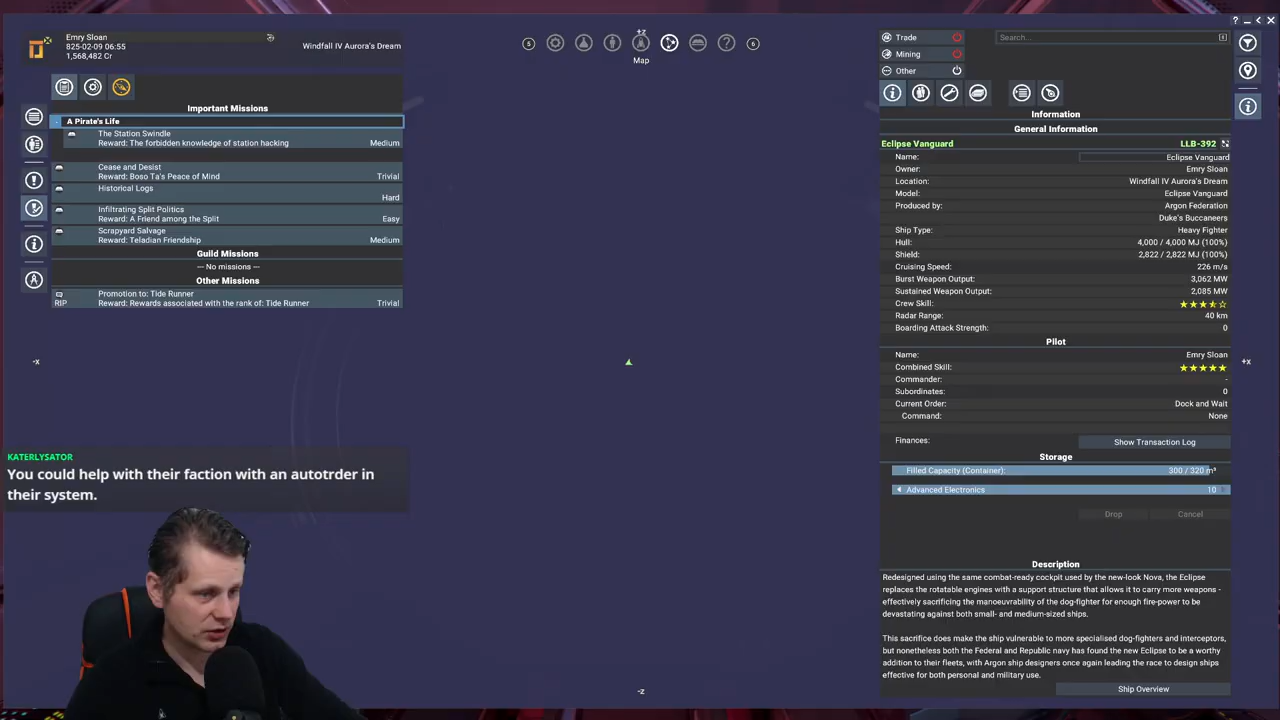 Emry Sloan
825-02-09 06:55
1,568,482 Cr
Windfall IV Aurora's Dream
Important Missions
A Pirate's Life
The Station Swindle
Reward: The forbidden knowledge of station hacking Medium
Cease and Desist
Reward: Boso Ta's Peace of Mind Trivial
Historical Logs
Hard
Infiltrating Split Politics
Reward: A Friend among the Split Easy
Scrapyard Salvage
Reward: Teladian Friendship Medium
Guild Missions
--- No missions ---
Other Missions
Promotion to: Tide Runner
RIP Reward: Rewards associated with the rank of: Tide Runner Trivial
5 ? 6
+z
Map
-x
+x
-z
KATERLYSATOR
You could help with their faction with an autotrder in
their system.
Trade
Mining
Other
Search...
Information
General Information
Eclipse Vanguard LLB-392
Name: Eclipse Vanguard
Owner: Emry Sloan
Location: Windfall IV Aurora's Dream
Model: Eclipse Vanguard
Produced by: Argon Federation
Duke's Buccaneers
Ship Type: Heavy Fighter
Hull: 4,000 / 4,000 MJ (100%)
Shield: 2,822 / 2,822 MJ (100%)
Cruising Speed: 226 m/s
Burst Weapon Output: 3,062 MW
Sustained Weapon Output: 2,085 MW
Crew Skill: ★★★⯪☆
Radar Range: 40 km
Boarding Attack Strength: 0
Pilot
Name: Emry Sloan
Combined Skill: ★★★★★
Commander: -
Subordinates: 0
Current Order: Dock and Wait
Command: None
Finances: Show Transaction Log
Storage
Filled Capacity (Container): 300 / 320 m³
Advanced Electronics 10
Drop Cancel
Description
Redesigned using the same combat-ready cockpit used by the new-look Nova, the Eclipse
replaces the rotatable engines with a support structure that allows it to carry more weapons -
effectively sacrificing the manoeuvrability of the dog-fighter for enough fire-power to be
devastating against both small- and medium-sized ships.
This sacrifice does make the ship vulnerable to more specialised dog-fighters and interceptors,
but nonetheless both the Federal and Republic navy has found the new Eclipse to be a worthy
addition to their fleets, with Argon ship designers once again leading the race to design ships
effective for both personal and military use.
Ship Overview